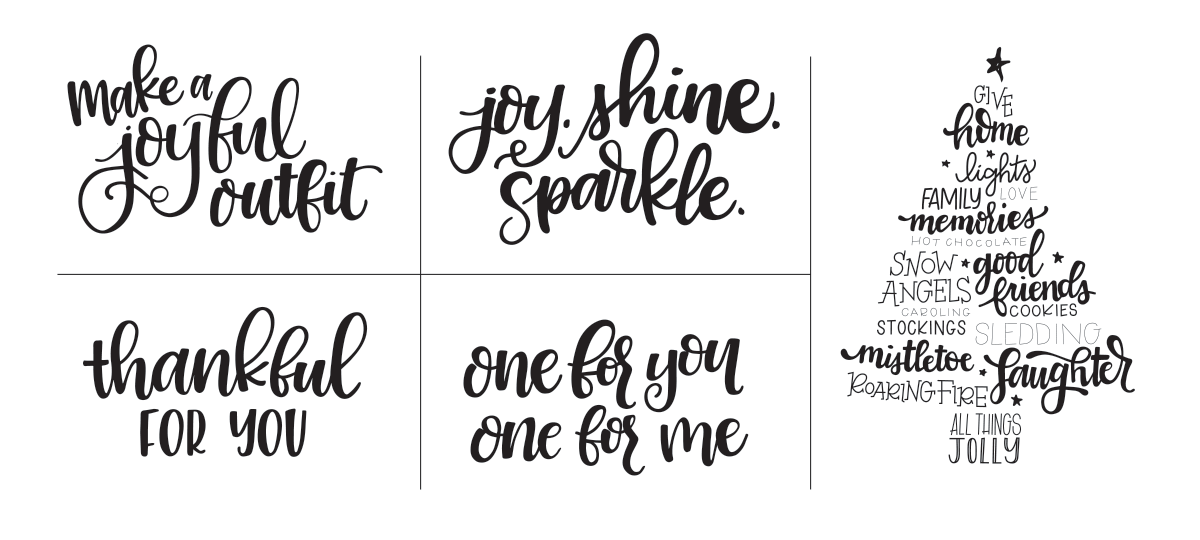 make a
joyful
outfit
joy. shine.
sparkle.
thankful
FOR YOU
one for you
one for me
GIVE
home
lights
FAMILY LOVE
memories
HOT CHOCOLATE
SNOW good
ANGELS friends
CAROLING COOKIES
STOCKINGS SLEDDING
mistletoe laughter
ROARING FIRE
ALL THINGS
JOLLY